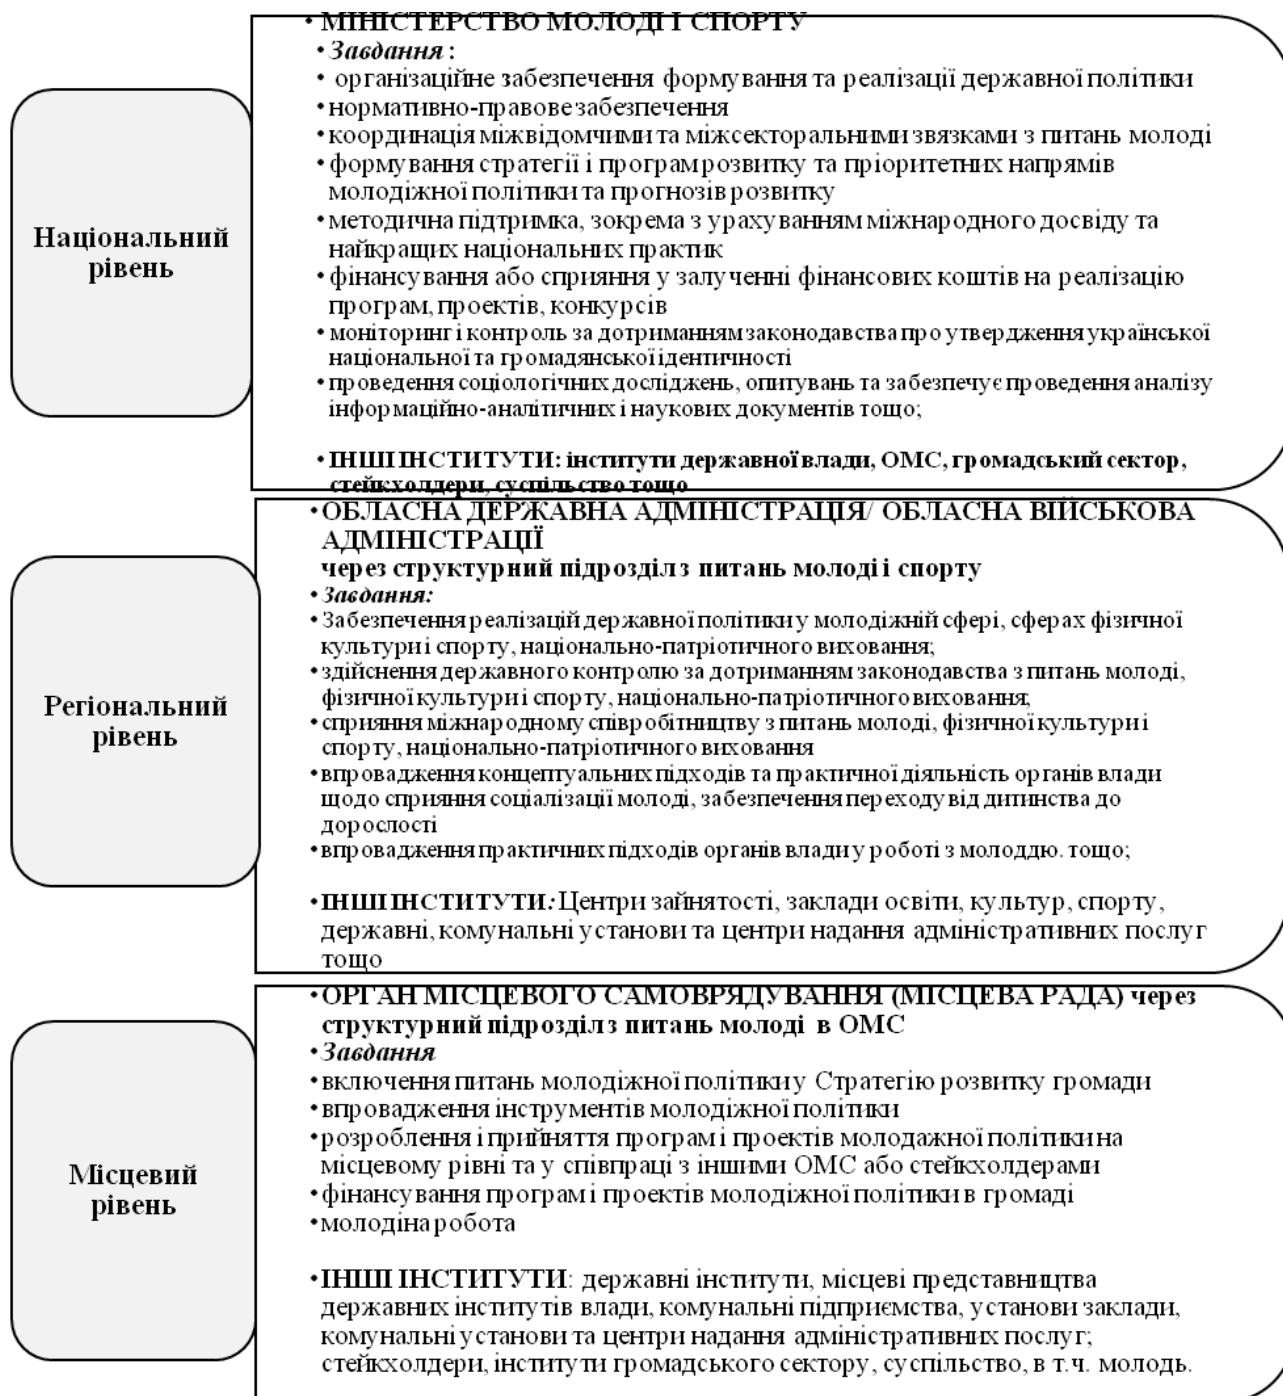 Національний
рівень
• МІНІСТЕРСТВО МОЛОДІ І СПОРТУ
• Завдання :
• організаційне забезпечення формування та реалізації державної політики
• нормативно-правове забезпечення
• координація міжвідомчими та міжсекторальними звязками з питань молоді
• формування стратегії і програм розвитку та пріоритетних напрямів
молодіжної політики та прогнозів розвитку
• методична підтримка, зокрема з урахуванням міжнародного досвіду та
найкращих національних практик
• фінансування або сприяння у залученні фінансових коштів на реалізацію
програм, проектів, конкурсів
• моніторинг і контроль за дотриманням законодавства про утвердження української
національної та громадянської ідентичності
• проведення соціологічних досліджень, опитувань та забезпечує проведення аналізу
інформаційно-аналітичних і наукових документів тощо;
• ІНШІ ІНСТИТУТИ: інститути державної влади, ОМС, громадський сектор,
стейкхолдери, суспільство тощо
Регіональний
рівень
• ОБЛАСНА ДЕРЖАВНА АДМІНІСТРАЦІЯ/ ОБЛАСНА ВІЙСЬКОВА
АДМІНІСТРАЦІЇ
через структурний підрозділ з питань молоді і спорту
• Завдання:
• Забезпечення реалізацій державної політики у молодіжній сфері, сферах фізичної
культури і спорту, національно-патріотичного виховання;
• здійснення державного контролю за дотриманням законодавства з питань молоді,
фізичної культури і спорту, національно-патріотичного виховання;
• сприяння міжнародному співробітництву з питань молоді, фізичної культури і
спорту, національно-патріотичного виховання
• впровадження концептуальних підходів та практичної діяльність органів влади
щодо сприяння соціалізації молоді, забезпечення переходу від дитинства до
дорослості
• впровадження практичних підходів органів влади у роботі з молоддю. тощо;
• ІНШІ ІНСТИТУТИ: Центри зайнятості, заклади освіти, культур, спорту,
державні, комунальні установи та центри надання адміністративних послуг
тощо
Місцевий
рівень
• ОРГАН МІСЦЕВОГО САМОВРЯДУВАННЯ (МІСЦЕВА РАДА) через
структурний підрозділ з питань молоді в ОМС
• Завдання
• включення питань молодіжної політики у Стратегію розвитку громади
• впровадження інструментів молодіжної політики
• розроблення і прийняття програм і проектів молодажної політики на
місцевому рівні та у співпраці з іншими ОМС або стейкхолдерами
• фінансування програм і проектів молодіжної політики в громаді
• молодіна робота
• ІНШІ ІНСТИТУТИ: державні інститути, місцеві представництва
державних інститутів влади, комунальні підприємства, установи заклади,
комунальні установи та центри надання адміністративних послуг;
стейкхолдери, інститути громадського сектору, суспільство, в т.ч. молодь.